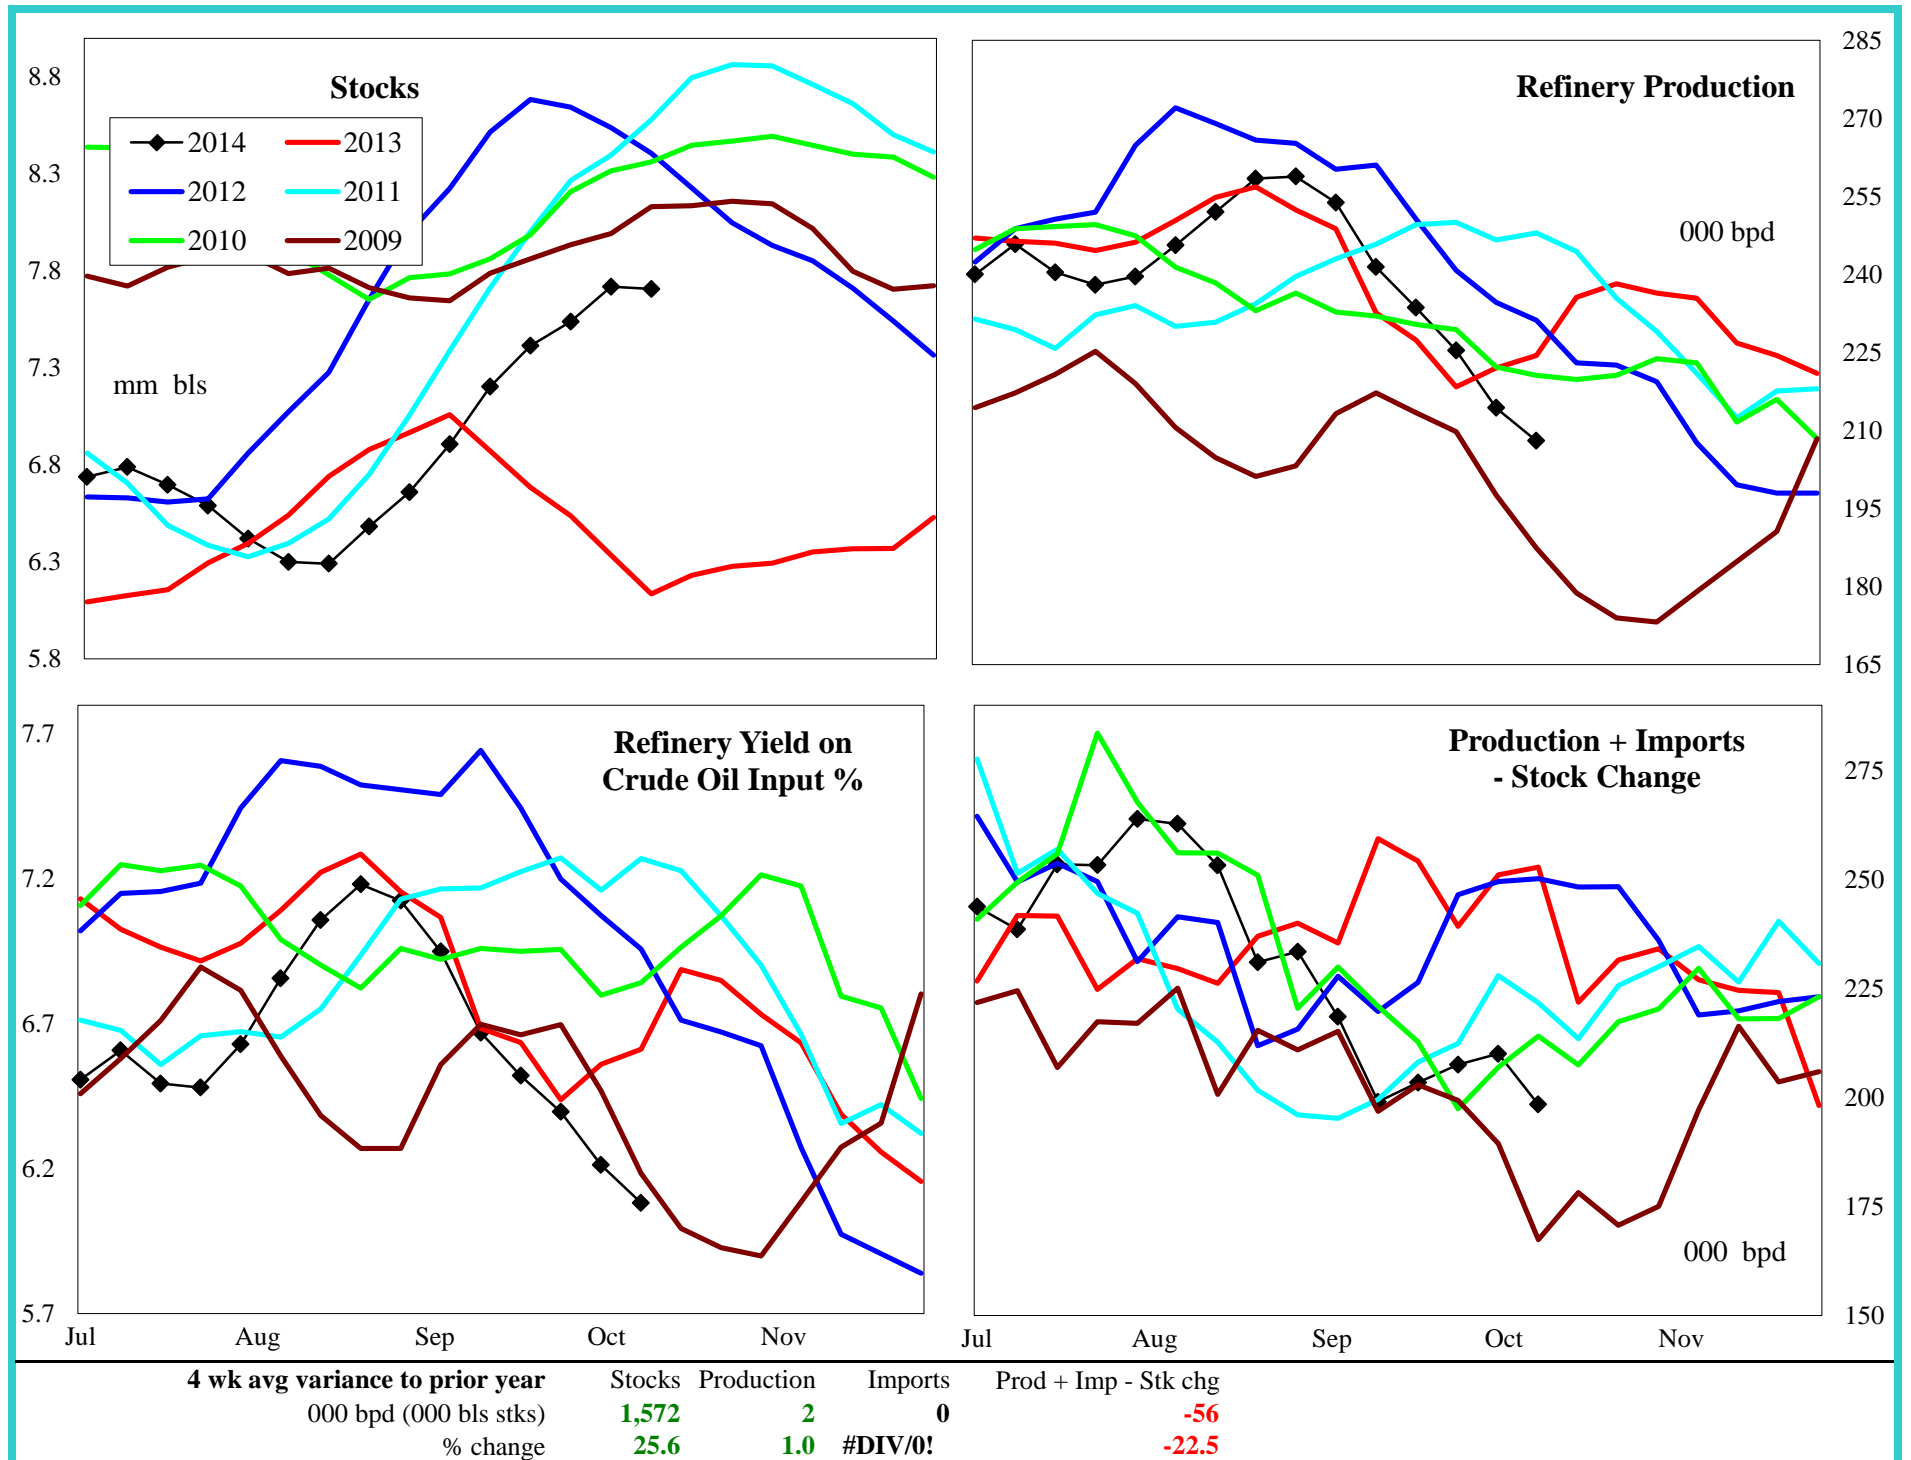 Stocks
8.8
8.3
7.8
7.3
6.8
6.3
5.8
2014 2013
2012 2011
2010 2009
mm bls
Refinery Production
285
270
255
240
225
210
195
180
165
000 bpd
Refinery Yield on
Crude Oil Input %
7.7
7.2
6.7
6.2
5.7
Jul Aug Sep Oct Nov
Production + Imports
- Stock Change
275
250
225
200
175
150
000 bpd
Jul Aug Sep Oct Nov
4 wk avg variance to prior year Stocks Production Imports Prod + Imp - Stk chg
000 bpd (000 bls stks) 1,572 2 0 -56
% change 25.6 1.0 #DIV/0! -22.5